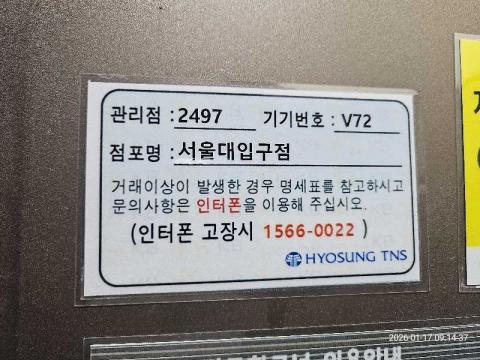 관리점 : 2497 기기번호 : V72
점포명 : 서울대입구점
거래이상이 발생한 경우 명세표를 참고하시고
문의사항은 인터폰을 이용해 주십시오.
(인터폰 고장시 1566-0022 )
HYOSUNG TNS
2026-01-17 09:14:37